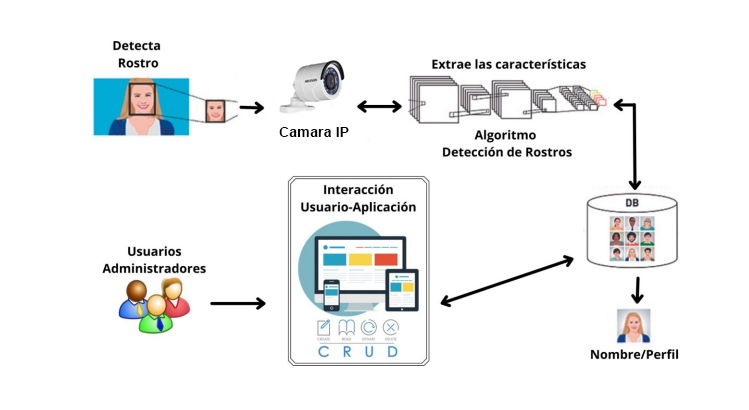 Detecta
Rostro
Camara IP
Extrae las características
Algoritmo
Detección de Rostros
DB
Nombre/Perfil
Interacción
Usuario-Aplicación
CREATE READ UPDATE DELETE
C R U D
Usuarios
Administradores